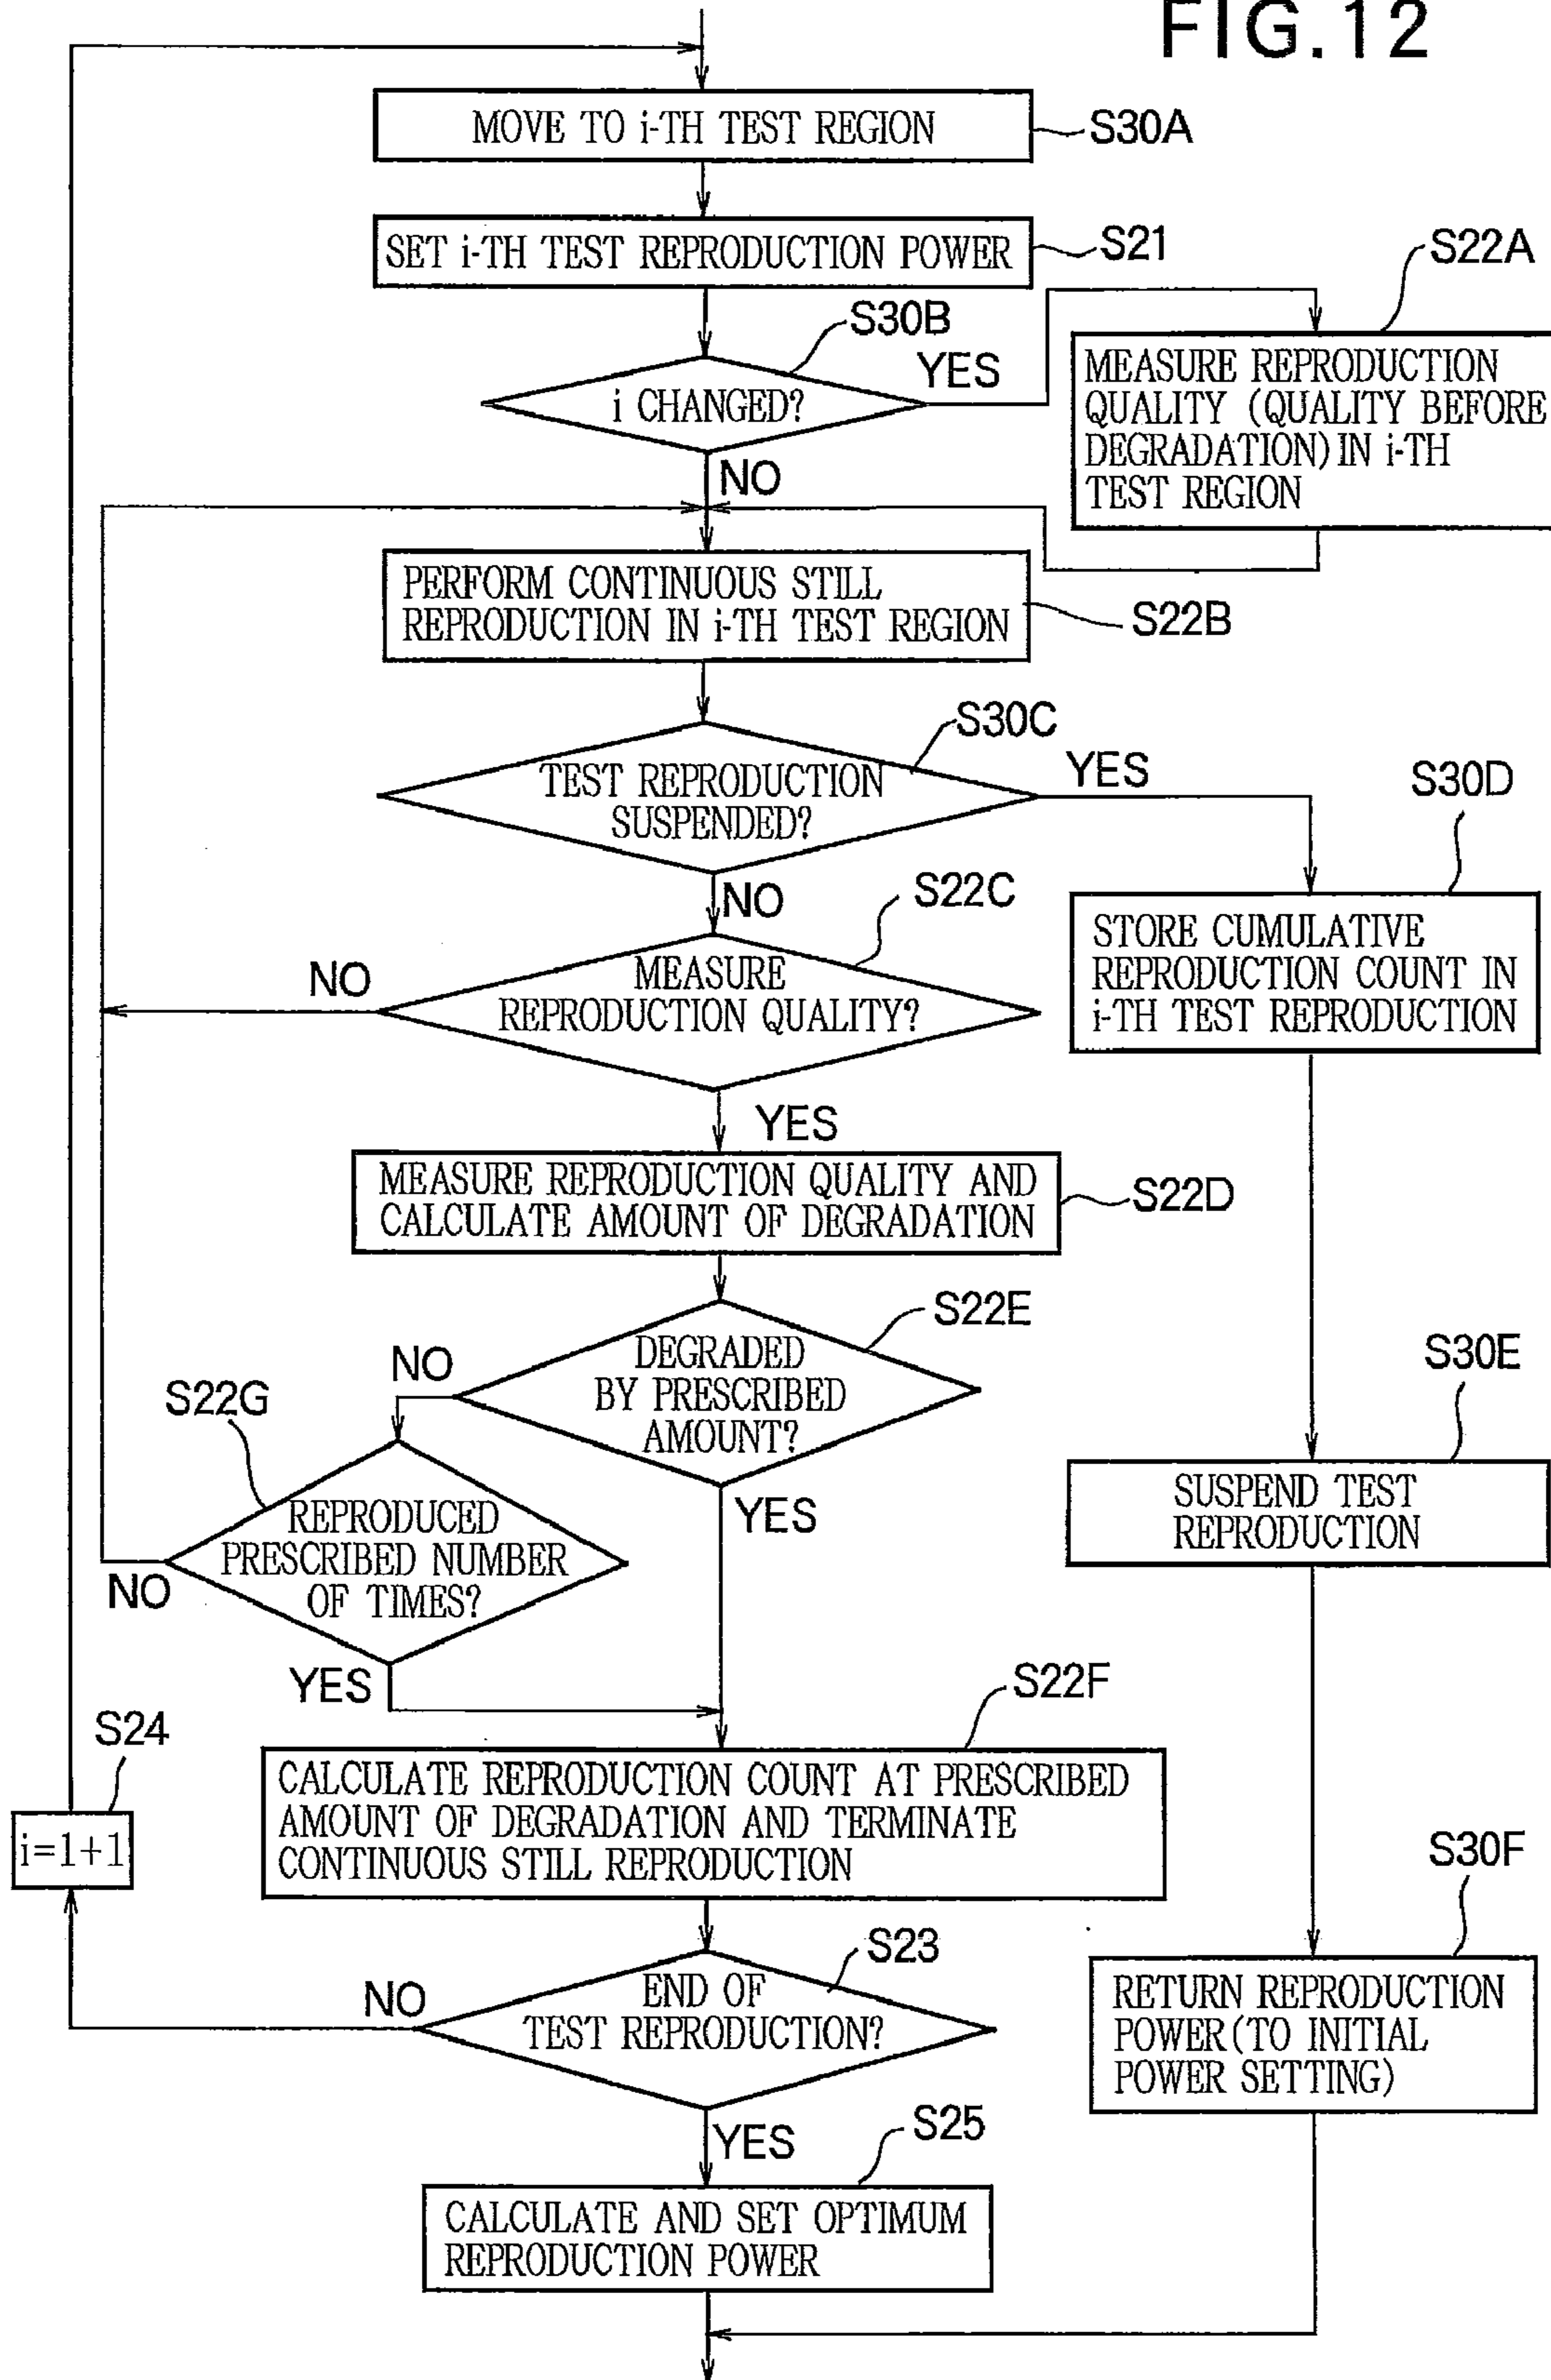 FIG.12
MOVE TO i-TH TEST REGION
S30A
SET i-TH TEST REPRODUCTION POWER
S21
S22A
S30B
YES
i CHANGED?
MEASURE REPRODUCTION
QUALITY (QUALITY BEFORE
DEGRADATION) IN i-TH
TEST REGION
NO
PERFORM CONTINUOUS STILL
REPRODUCTION IN i-TH TEST REGION
S22B
S30C
YES
TEST REPRODUCTION
SUSPENDED?
S30D
NO
S22C
STORE CUMULATIVE
REPRODUCTION COUNT IN
i-TH TEST REPRODUCTION
NO
MEASURE
REPRODUCTION QUALITY?
YES
MEASURE REPRODUCTION QUALITY AND
CALCULATE AMOUNT OF DEGRADATION
S22D
S22E
NO
DEGRADED
BY PRESCRIBED
AMOUNT?
S30E
S22G
YES
SUSPEND TEST
REPRODUCTION
REPRODUCED
PRESCRIBED NUMBER
OF TIMES?
NO
YES
S22F
S24
CALCULATE REPRODUCTION COUNT AT PRESCRIBED
AMOUNT OF DEGRADATION AND TERMINATE
CONTINUOUS STILL REPRODUCTION
i=1+1
S30F
S23
NO
END OF
TEST REPRODUCTION?
RETURN REPRODUCTION
POWER (TO INITIAL
POWER SETTING)
YES
S25
CALCULATE AND SET OPTIMUM
REPRODUCTION POWER